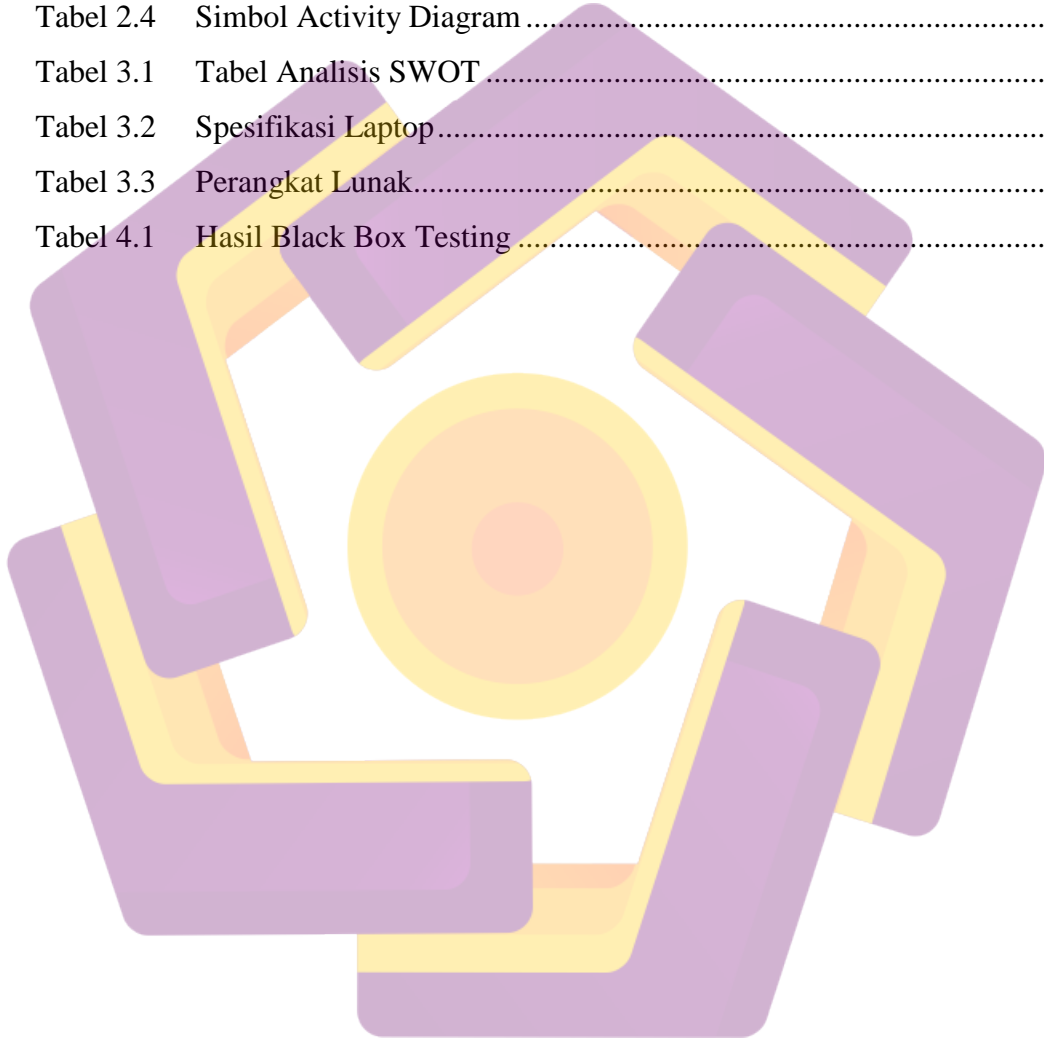 Tabel 2.4 Simbol Activity Diagram ...............................................................................
Tabel 3.1 Tabel Analisis SWOT ....................................................................................
Tabel 3.2 Spesifikasi Laptop ..........................................................................................
Tabel 3.3 Perangkat Lunak.............................................................................................
Tabel 4.1 Hasil Black Box Testing ................................................................................